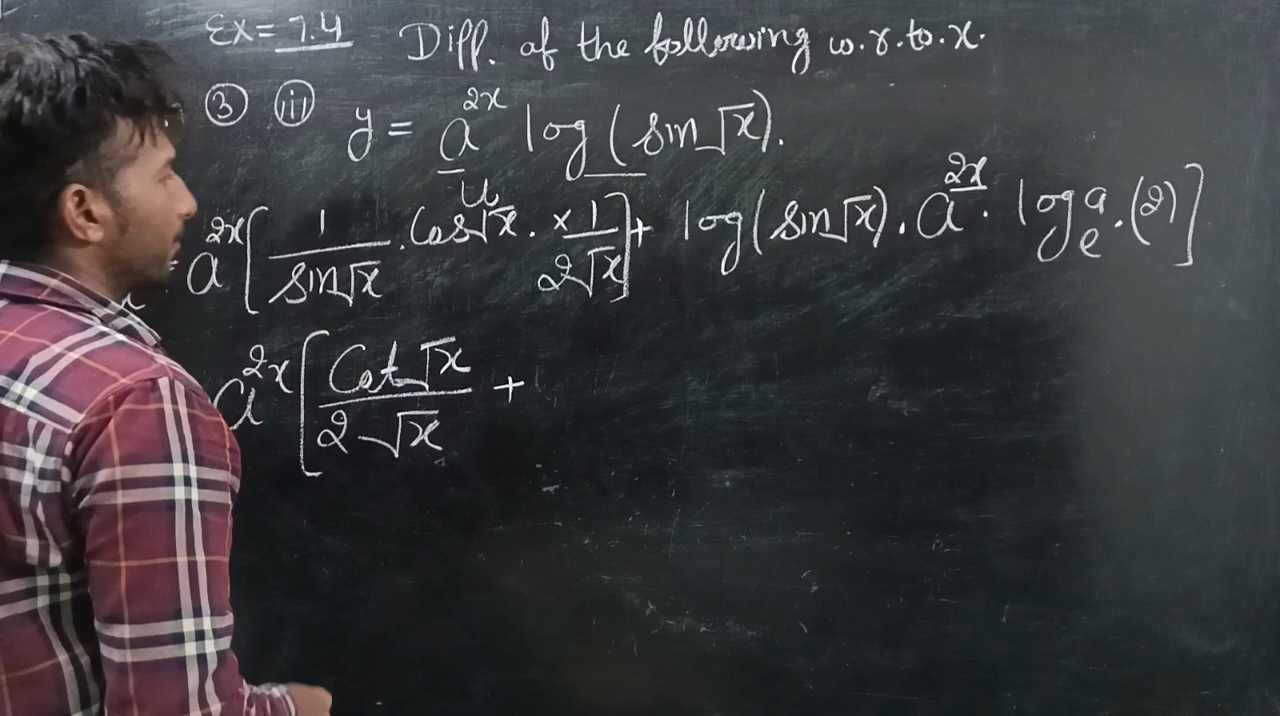 Ex = 7.4 Diff. of the following w.r.to.x.
③ (ii) y = a^{2x} log (sin√x).
u
a^{2x} [ 1/sin√x . Cos√x . × 1/2√x ] + log(sin√x) . a^{2x} . log_e a . (2) ]
a^{2x} [ Cot√x / 2√x +